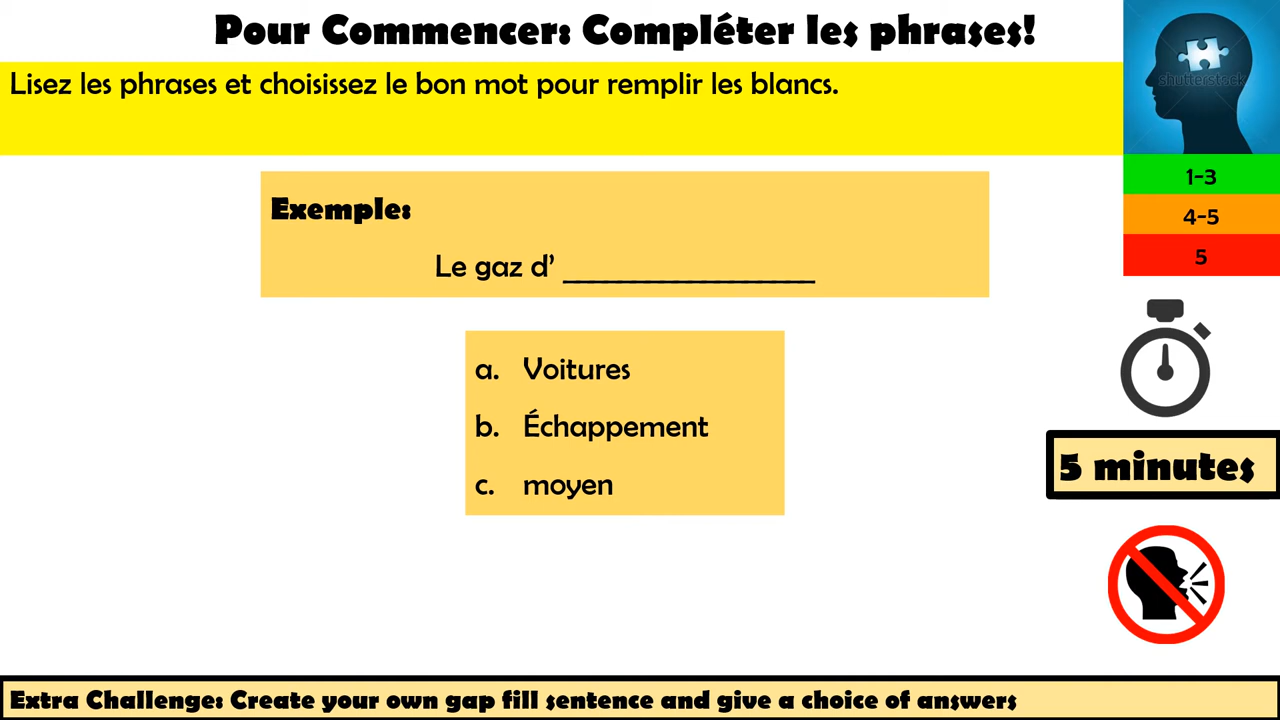 Pour Commencer: Compléter les phrases!
Lisez les phrases et choisissez le bon mot pour remplir les blancs.
shutterstock
1-3
4-5
5
Exemple:
Le gaz d’ __________________
a. Voitures
b. Échappement
c. moyen
5 minutes
Extra Challenge: Create your own gap fill sentence and give a choice of answers